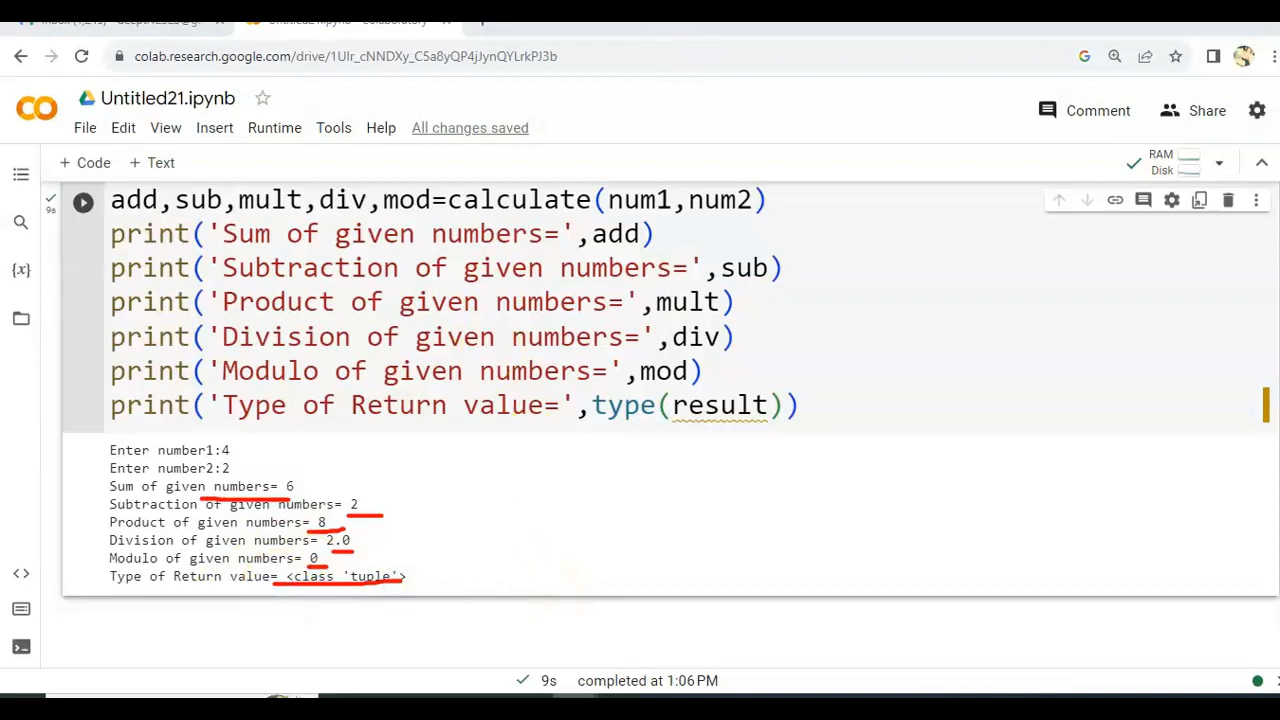 colab.research.google.com/drive/1UIr_cNNDXy_C5a8yQP4jJynQYLrkPJ3b
Untitled21.ipynb
Comment
Share
File Edit View Insert Runtime Tools Help All changes saved
+ Code + Text
RAM
Disk
9s
add,sub,mult,div,mod=calculate(num1,num2)
print('Sum of given numbers=',add)
print('Subtraction of given numbers=',sub)
print('Product of given numbers=',mult)
print('Division of given numbers=',div)
print('Modulo of given numbers=',mod)
print('Type of Return value=',type(result))
Enter number1:4
Enter number2:2
Sum of given numbers= 6
Subtraction of given numbers= 2
Product of given numbers= 8
Division of given numbers= 2.0
Modulo of given numbers= 0
Type of Return value= <class 'tuple'>
9s completed at 1:06 PM